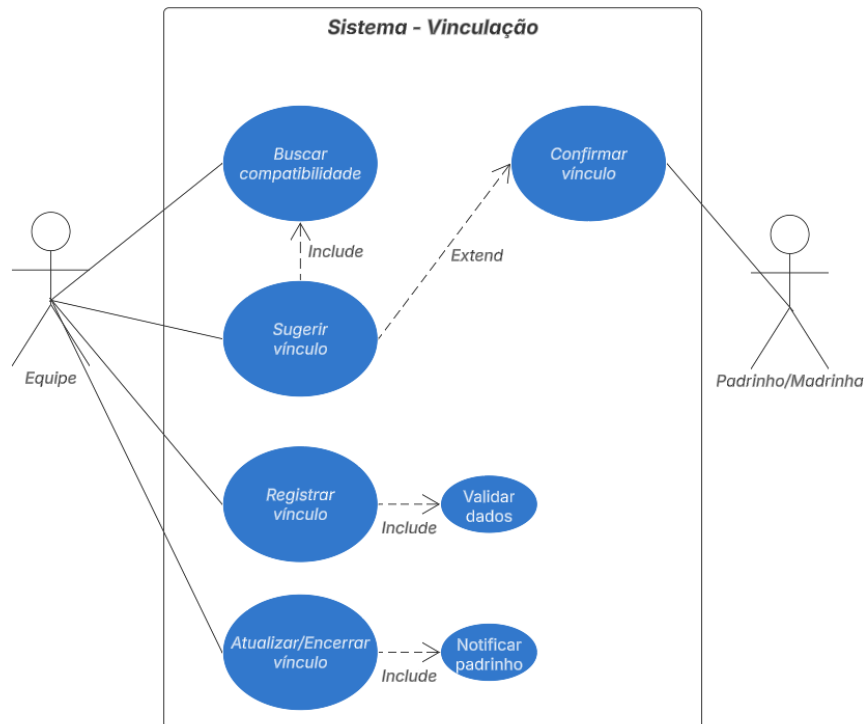 Sistema - Vinculação
Buscar
compatibilidade
Confirmar
vínculo
Include
Extend
Sugerir
vínculo
Equipe
Padrinho/Madrinha
Registrar
vínculo
Include
Validar
dados
Atualizar/Encerrar
vínculo
Include
Notificar
padrinho